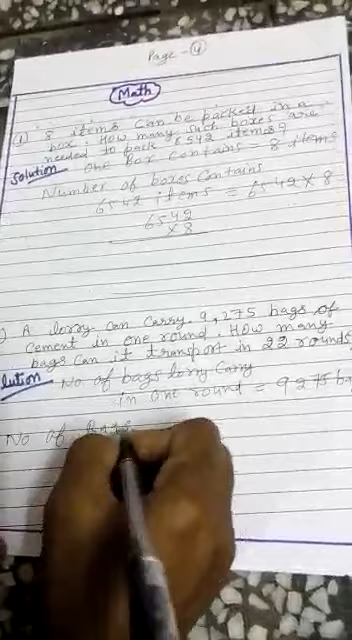 Page - 4
Math
① 8 items can be packed in a
box. How many such boxes are
needed to pack 6542 items?
Solution One Box contains = 8 items
Number of boxes contains
6542 items = 6542 × 8
6542
× 8
) A lorry can carry 9,275 bags of
cement in one round. How many
bags can it transport in 22 rounds
lution No of bags lorry carry
in one round = 9275 ba
No of Bags